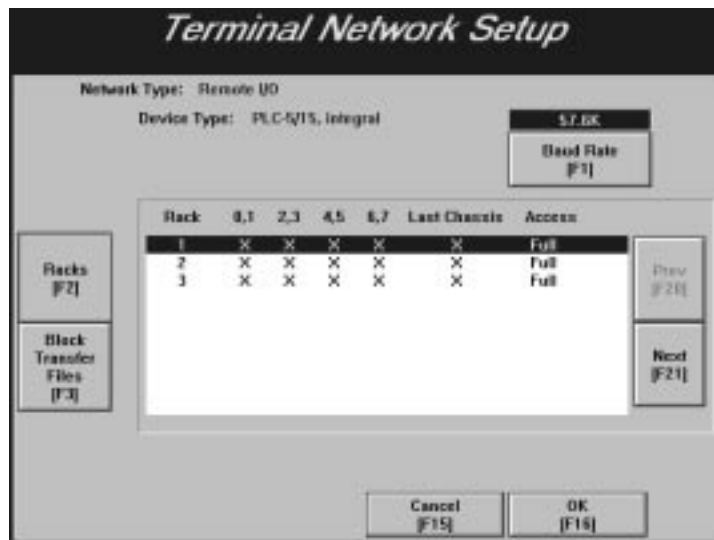 Terminal Network Setup
Network Type: Remote I/O
Device Type: PLC-5/15, integral
57.6K
Baud Rate
[F1]
Rack 0,1 2,3 4,5 6,7 Last Chassis Access
1 X X X X X Full
2 X X X X X Full
3 X X X X X Full
Racks
[F2]
Block
Transfer
Files
[F3]
Prev
[F20]
Next
[F21]
Cancel
[F15]
OK
[F16]